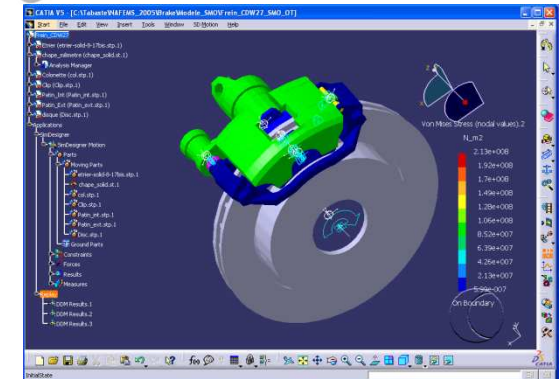 CATIA V5 - [C:\Tabaste\NAFEMS_2005\Brake\Modele_SMO\Frein_CDW27_SMO_OT]
Start File Edit View Insert Tools Window SD Motion Help
Frein_CDW27
Etrier (etrier-solid-8-17bis.stp.1)
chape_nalimetre (chape_solid.st.1)
Analysis Manager
Colonette (col.stp.1)
Clip (Clip.stp.1)
Patin_Int (Patin_int.stp.1)
Patin_Ext (Patin_ext.stp.1)
disque (Disc.stp.1)
Applications
SimDesigner
SimDesigner Motion
Parts
Moving Parts
etrier-solid-8-17bis.stp.1
chape_solid.st.1
col.stp.1
Clip.stp.1
Patin_int.stp.1
Patin_ext.stp.1
Disc.stp.1
Ground Parts
Constraints
Forces
Results
Measures
DDM Results.1
DDM Results.2
DDM Results.3
z
x
Von Mises Stress (nodal values).2
N_m2
2.13e+008
1.92e+008
1.7e+008
1.49e+008
1.28e+008
1.06e+008
8.52e+007
6.39e+007
4.26e+007
2.13e+007
5.99e-007
On Boundary
InitialState